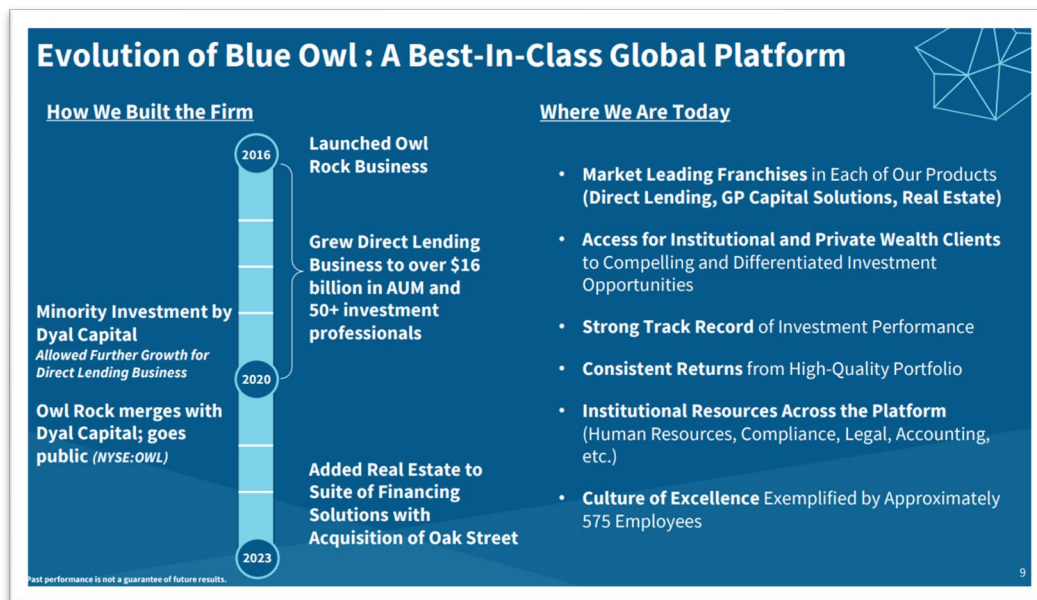 Evolution of Blue Owl : A Best-In-Class Global Platform
How We Built the Firm
2016
Launched Owl
Rock Business
Grew Direct Lending
Business to over $16
billion in AUM and
50+ investment
professionals
Minority Investment by
Dyal Capital
Allowed Further Growth for
Direct Lending Business
2020
Owl Rock merges with
Dyal Capital; goes
public (NYSE:OWL)
Added Real Estate to
Suite of Financing
Solutions with
Acquisition of Oak Street
2023
Where We Are Today
• Market Leading Franchises in Each of Our Products
(Direct Lending, GP Capital Solutions, Real Estate)
• Access for Institutional and Private Wealth Clients
to Compelling and Differentiated Investment
Opportunities
• Strong Track Record of Investment Performance
• Consistent Returns from High-Quality Portfolio
• Institutional Resources Across the Platform
(Human Resources, Compliance, Legal, Accounting,
etc.)
• Culture of Excellence Exemplified by Approximately
575 Employees
Past performance is not a guarantee of future results.
9